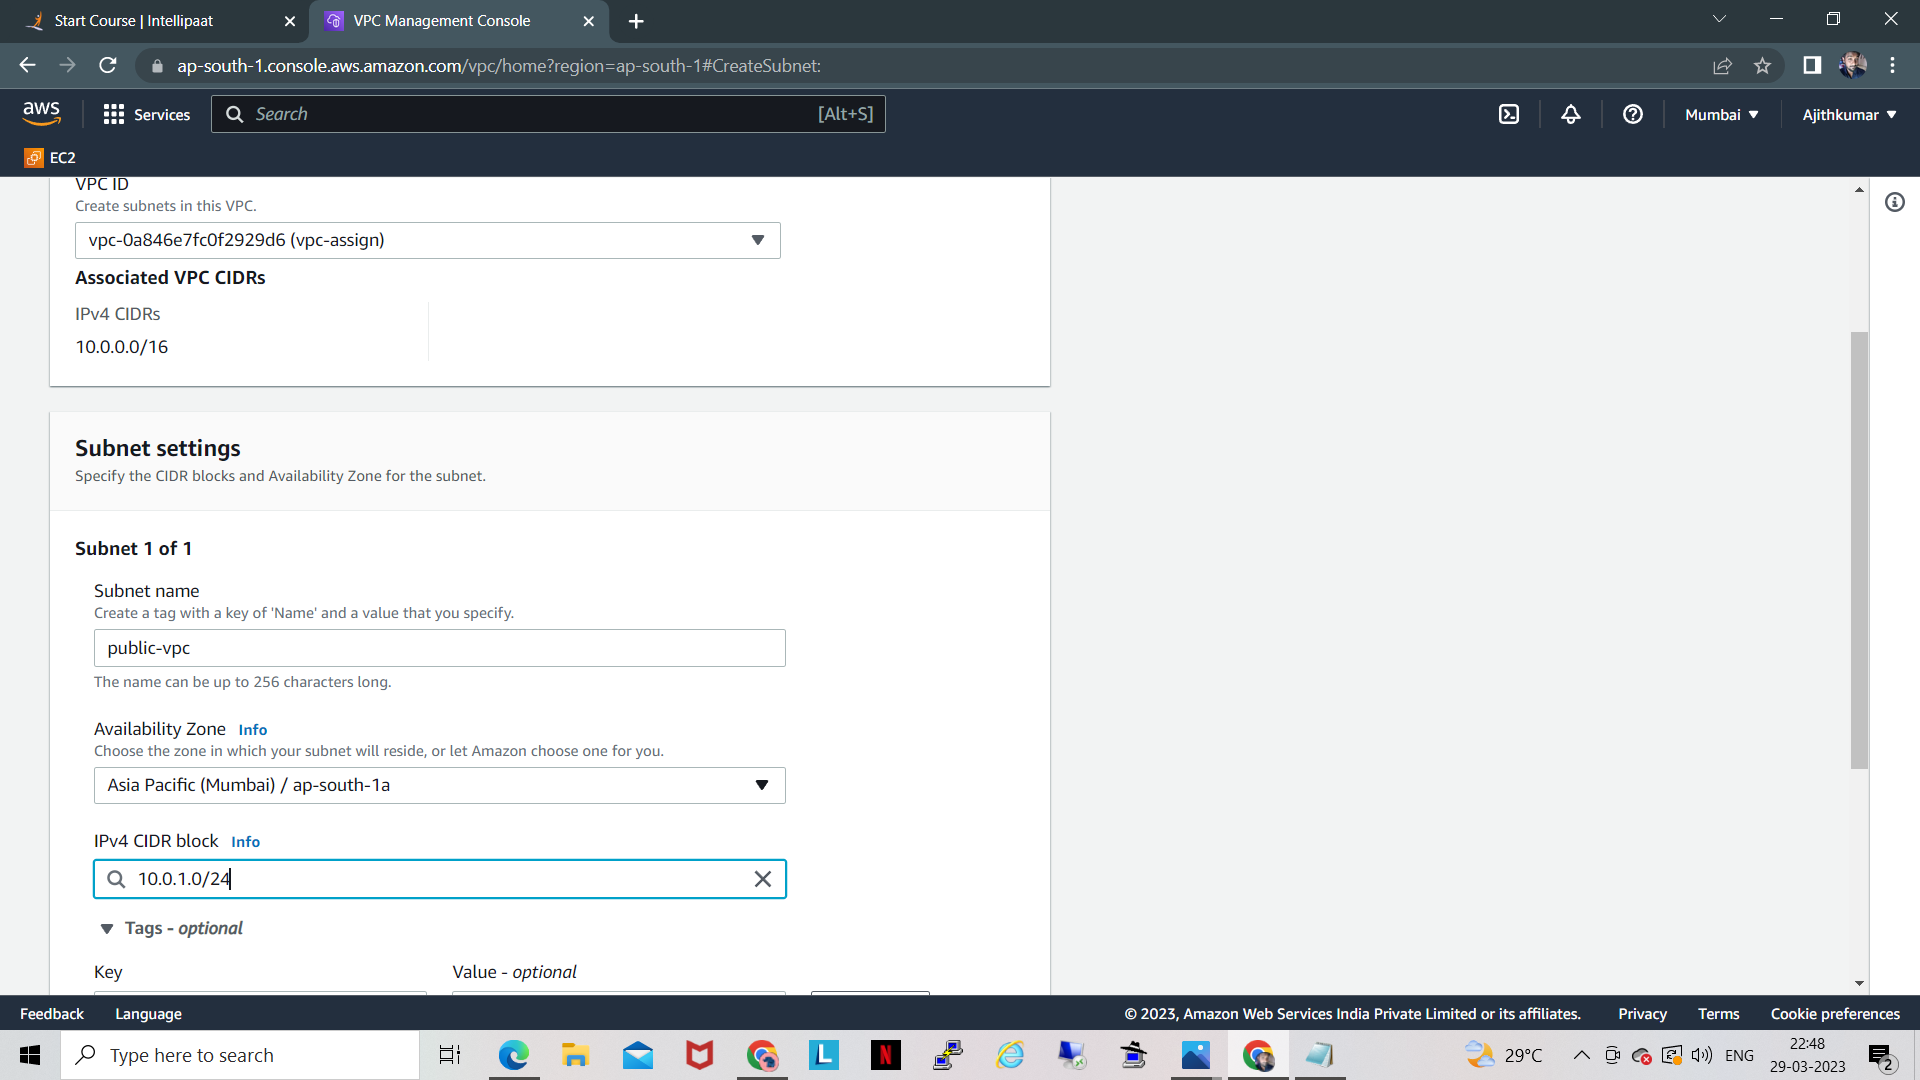 Start Course | Intellipaat
VPC Management Console
ap-south-1.console.aws.amazon.com/vpc/home?region=ap-south-1#CreateSubnet:
aws
Services
Search
[Alt+S]
Mumbai
Ajithkumar
EC2
VPC ID
Create subnets in this VPC.
vpc-0a846e7fc0f2929d6 (vpc-assign)
Associated VPC CIDRs
IPv4 CIDRs
10.0.0.0/16
Subnet settings
Specify the CIDR blocks and Availability Zone for the subnet.
Subnet 1 of 1
Subnet name
Create a tag with a key of 'Name' and a value that you specify.
public-vpc
The name can be up to 256 characters long.
Availability Zone Info
Choose the zone in which your subnet will reside, or let Amazon choose one for you.
Asia Pacific (Mumbai) / ap-south-1a
IPv4 CIDR block Info
10.0.1.0/24
Tags - optional
Key
Value - optional
Feedback
Language
© 2023, Amazon Web Services India Private Limited or its affiliates.
Privacy
Terms
Cookie preferences
Type here to search
L
N
29°C
ENG
22:48
29-03-2023
2